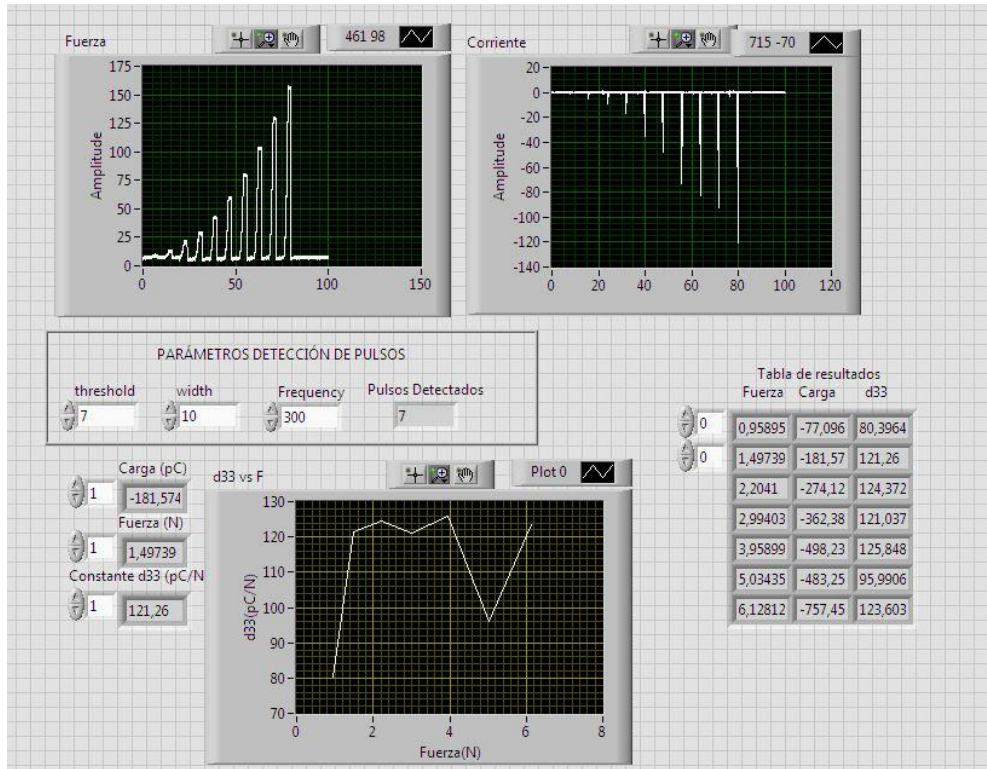 Fuerza
461 98
175
150
125
100
75
50
25
0
Amplitude
0 50 100 150
Corriente
715 -70
20
0
-20
-40
-60
-80
-100
-120
-140
Amplitude
0 20 40 60 80 100 120
PARÁMETROS DETECCIÓN DE PULSOS
threshold width Frequency Pulsos Detectados
7 10 300 7
Carga (pC)
1 -181,574
Fuerza (N)
1 1,49739
Constante d33 (pC/N
1 121,26
d33 vs F
Plot 0
130
120
110
100
90
80
70
d33(pC/N)
0 2 4 6 8
Fuerza(N)
Tabla de resultados
Fuerza Carga d33
0 0,95895 -77,096 80,3964
0 1,49739 -181,57 121,26
2,2041 -274,12 124,372
2,99403 -362,38 121,037
3,95899 -498,23 125,848
5,03435 -483,25 95,9906
6,12812 -757,45 123,603